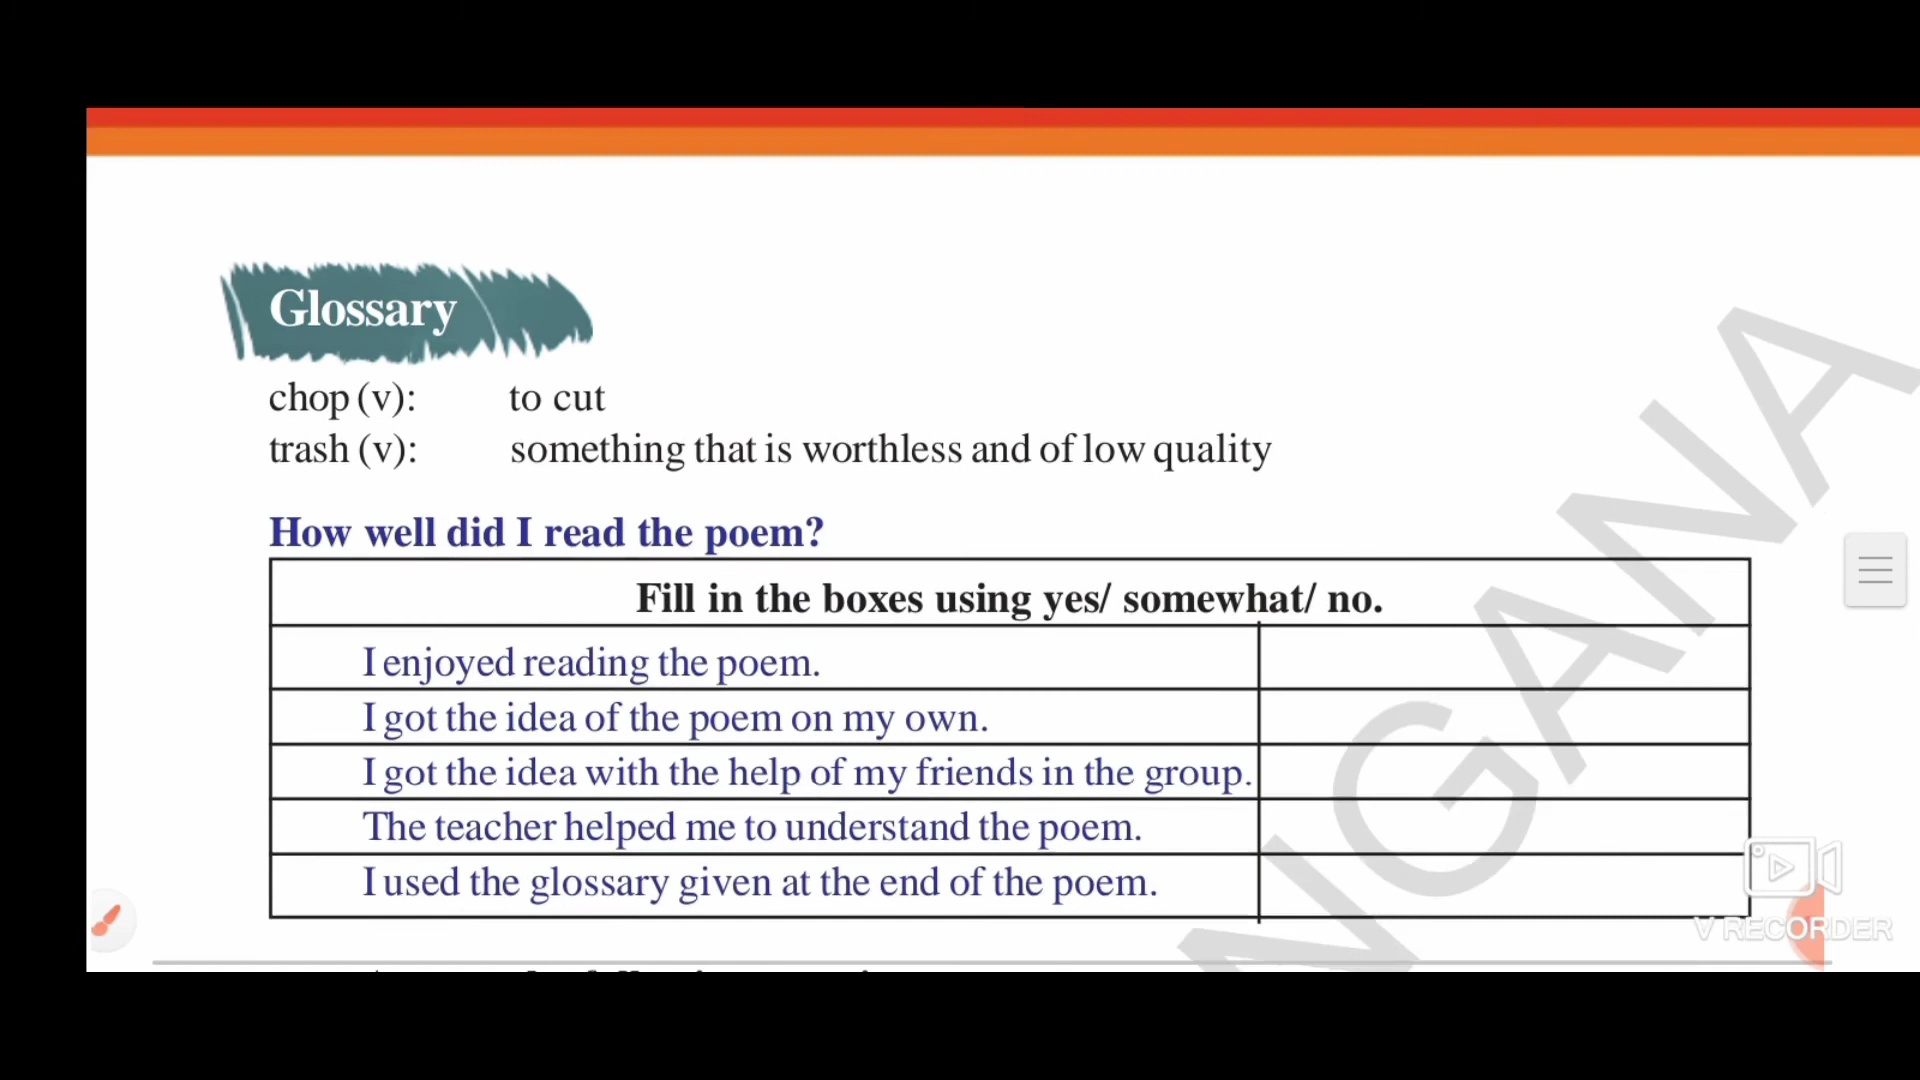 Glossary
chop (v): to cut
trash (v): something that is worthless and of low quality
How well did I read the poem?
Fill in the boxes using yes/ somewhat/ no.
I enjoyed reading the poem.
I got the idea of the poem on my own.
I got the idea with the help of my friends in the group.
The teacher helped me to understand the poem.
I used the glossary given at the end of the poem.
NGANA
V RECORDER